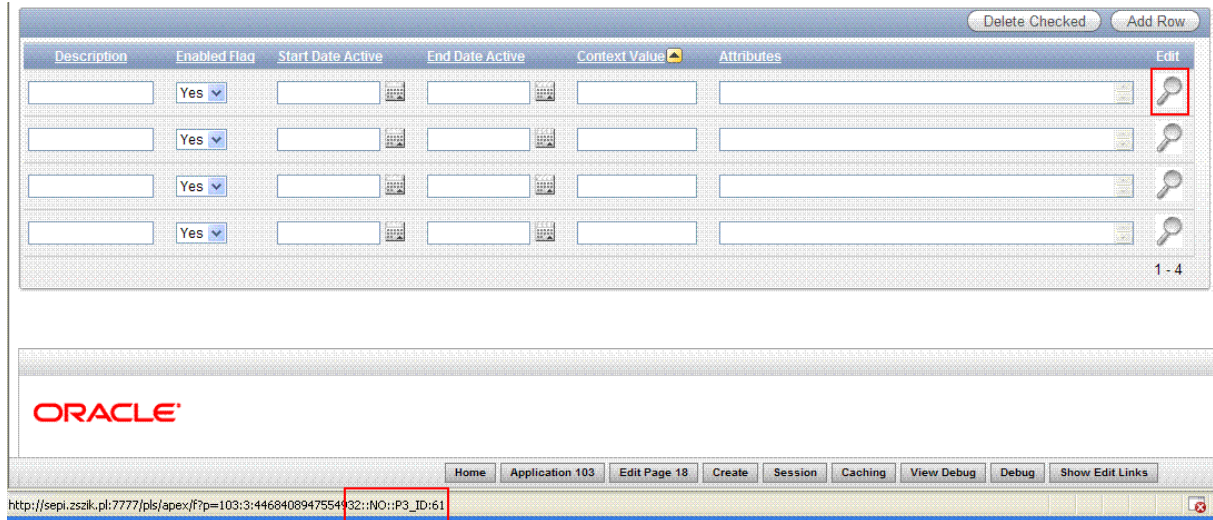 Delete Checked Add Row
Description Enabled Flag Start Date Active End Date Active Context Value Attributes Edit
Yes
Yes
Yes
Yes
1 - 4
ORACLE
Home Application 103 Edit Page 18 Create Session Caching View Debug Debug Show Edit Links
http://sepi.zszik.pl:7777/pls/apex/f?p=103:3:4468408947554932::NO::P3_ID:61